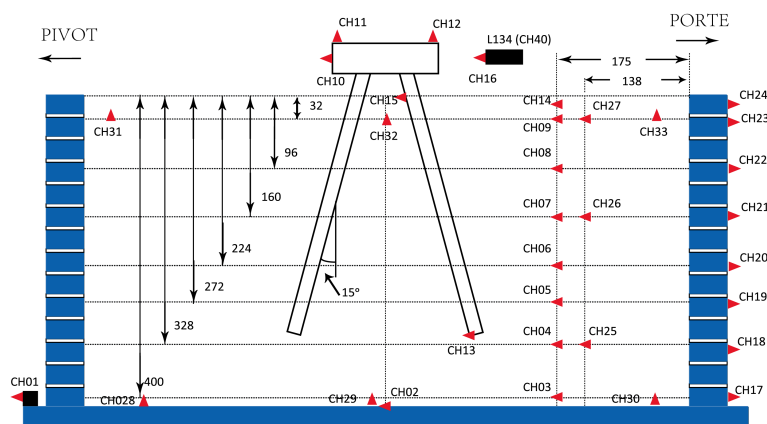 CH11
CH12
PORTE
PIVOT
L134 (CH40)
175
CH10
CH16
138
CH15
CH14
CH27
CH24
32
CH31
CH32
CH09
CH33
CH23
96
CH08
CH22
160
CH07
CH26
CH21
224
CH06
CH20
272
15º
CH05
CH19
328
CH13
CH04
CH25
CH18
CH01
400
CH028
CH29
CH02
CH03
CH30
CH17